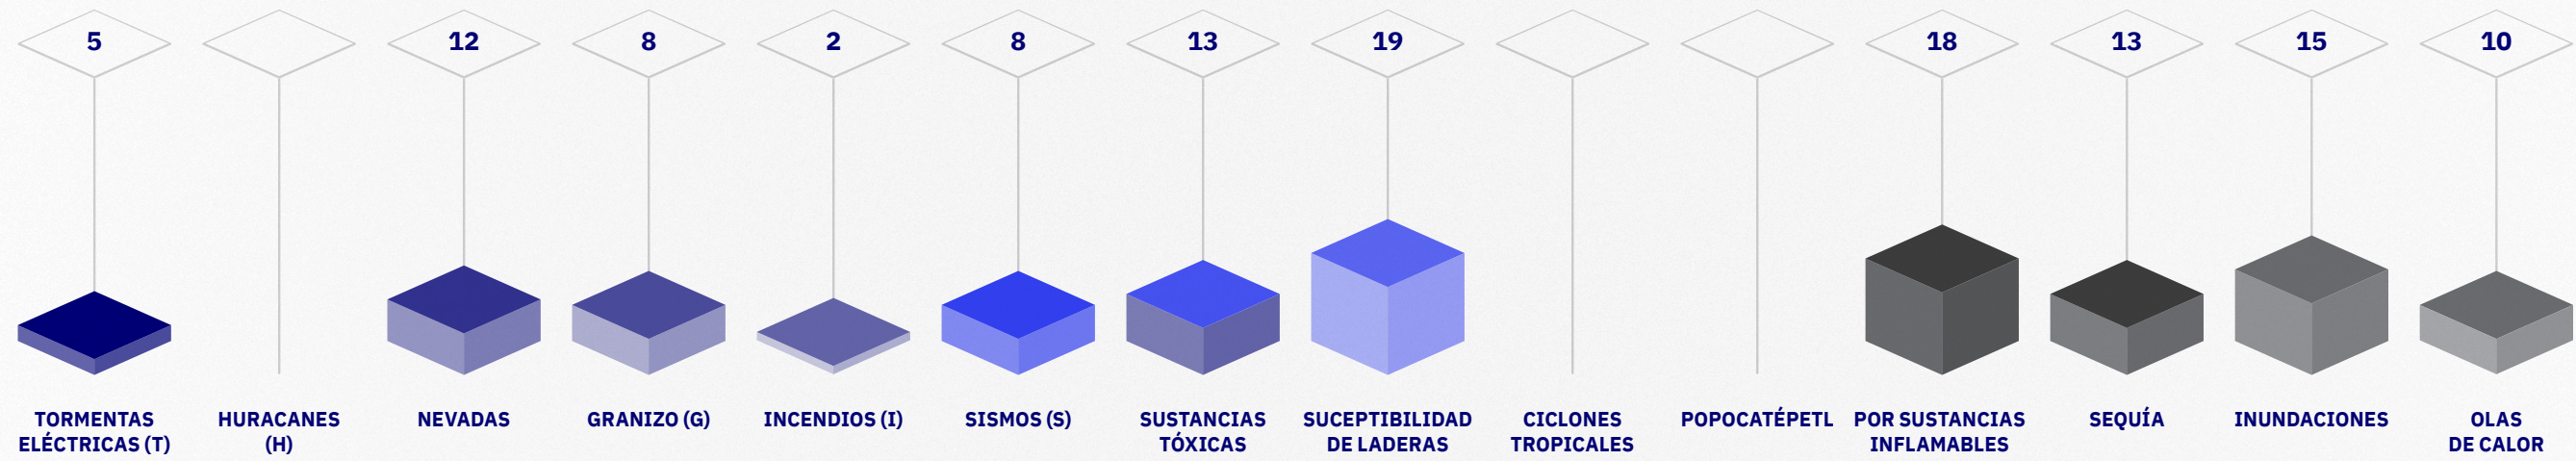 5 12 8 2 8 13 19 18 13 15 10
TORMENTAS HURACANES NEVADAS GRANIZO (G) INCENDIOS (I) SISMOS (S) SUSTANCIAS SUCEPTIBILIDAD CICLONES POPOCATÉPETL POR SUSTANCIAS SEQUÍA INUNDACIONES OLAS
ELÉCTRICAS (T) (H) TÓXICAS DE LADERAS TROPICALES INFLAMABLES DE CALOR